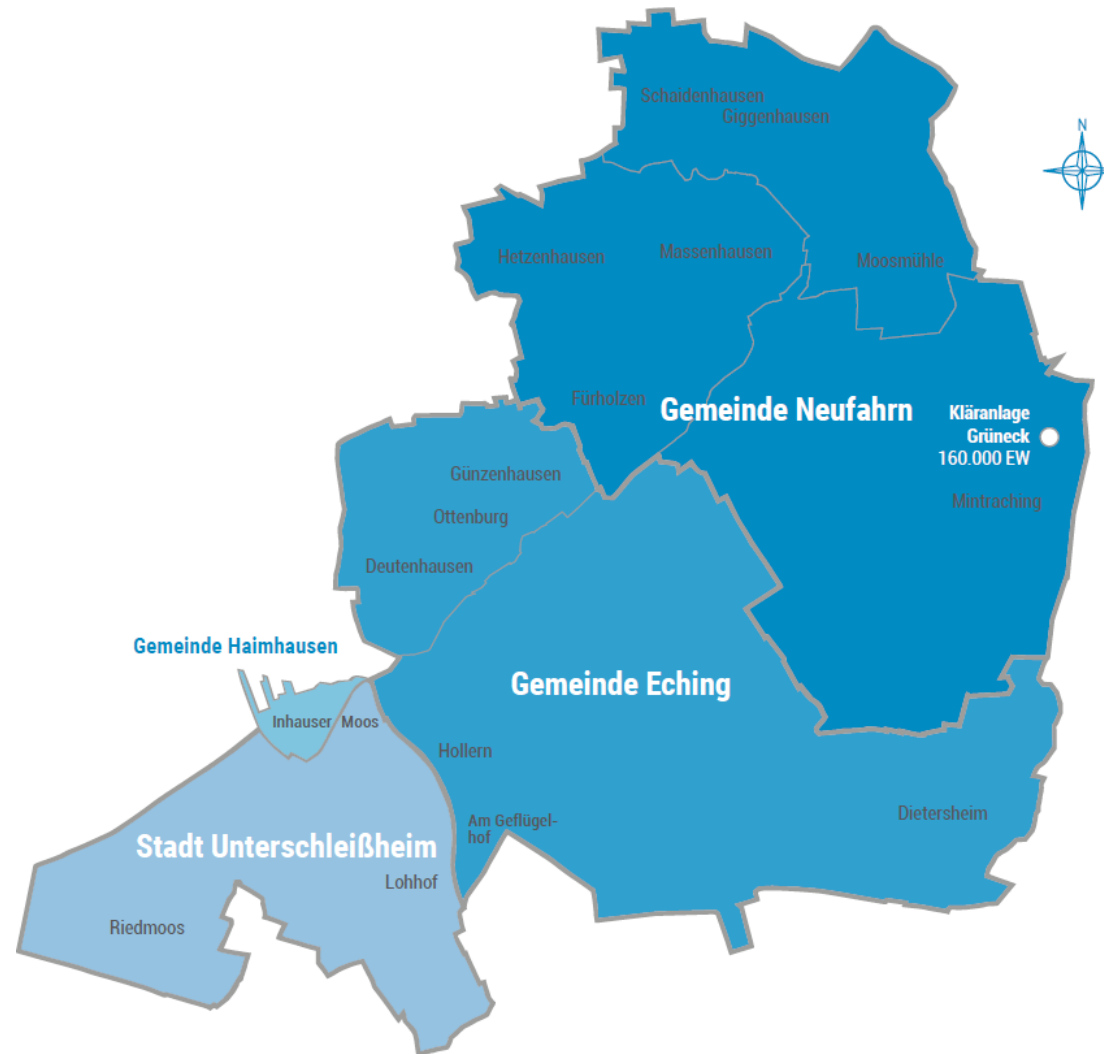 N
Schaidenhausen
Giggenhausen
Hetzenhausen
Massenhausen
Moosmühle
Fürholzen
Gemeinde Neufahrn
Kläranlage
Grüneck
160.000 EW
Mintraching
Günzenhausen
Ottenburg
Deutenhausen
Gemeinde Haimhausen
Gemeinde Eching
Inhauser Moos
Hollern
Am Geflügel-
hof
Dietersheim
Stadt Unterschleißheim
Lohhof
Riedmoos